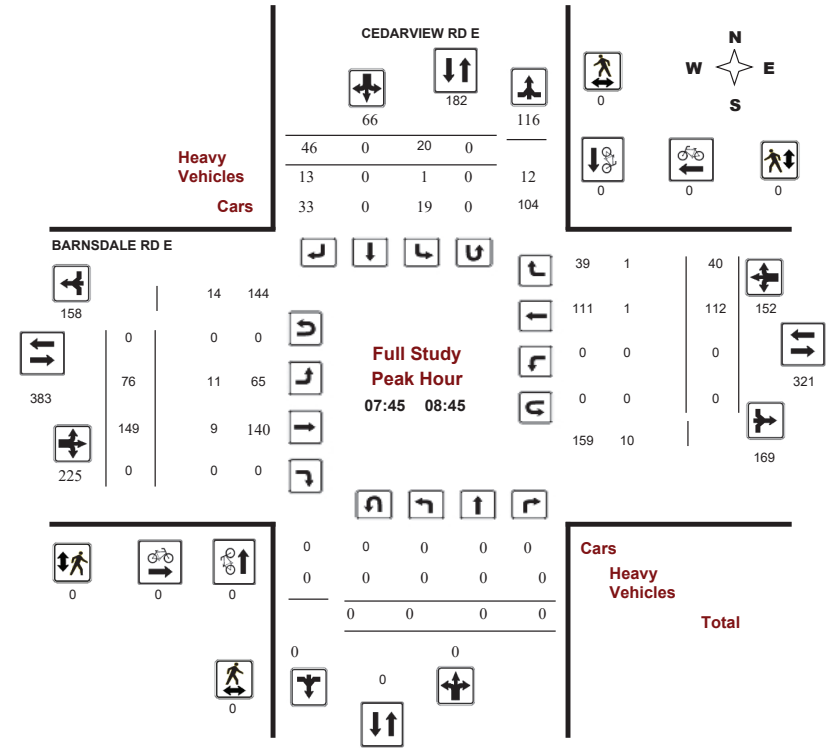 CEDARVIEW RD E
N
W E
S
182
0
66 116
46 0 20 0
Heavy
Vehicles
13 0 1 0 12
Cars
33 0 19 0 104
0 0 0
BARNSDALE RD E
158
14 144
39 1 40
111 1 112 152
0 0 0
76 11 65
Full Study
Peak Hour
07:45 08:45
0 0 0
321
383
0 0 0
149 9 140
159 10
169
225
0 0 0
0 0 0 0 0
Cars
0 0 0 0 0
Heavy
Vehicles
0 0 0
0 0 0 0
Total
0 0
0
0